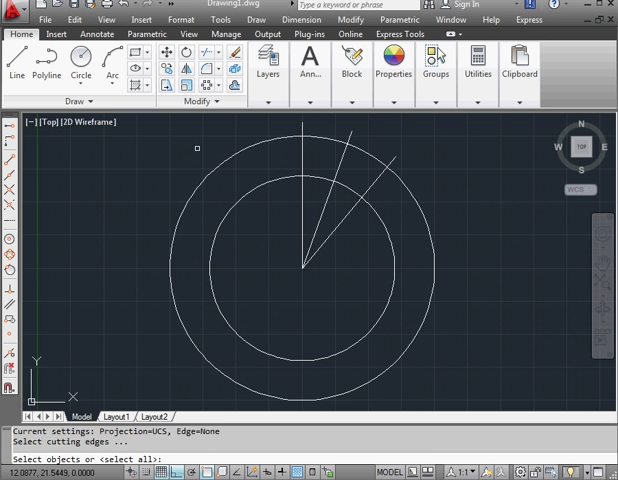 Drawing1.dwg
Type a keyword or phrase
Sign In
File Edit View Insert Format Tools Draw Dimension Modify Parametric Window Help Express
Home Insert Annotate Parametric View Manage Output Plug-ins Online Express Tools
Line Polyline Circle Arc
Layers Ann... Block Properties Groups Utilities Clipboard
Draw Modify
[−] [Top] [2D Wireframe]
N
W TOP E
S
WCS
Y
X
Model Layout1 Layout2
Current settings: Projection=UCS, Edge=None
Select cutting edges ...
Select objects or <select all>:
12.0877, 21.5449, 0.0000
MODEL
1:1